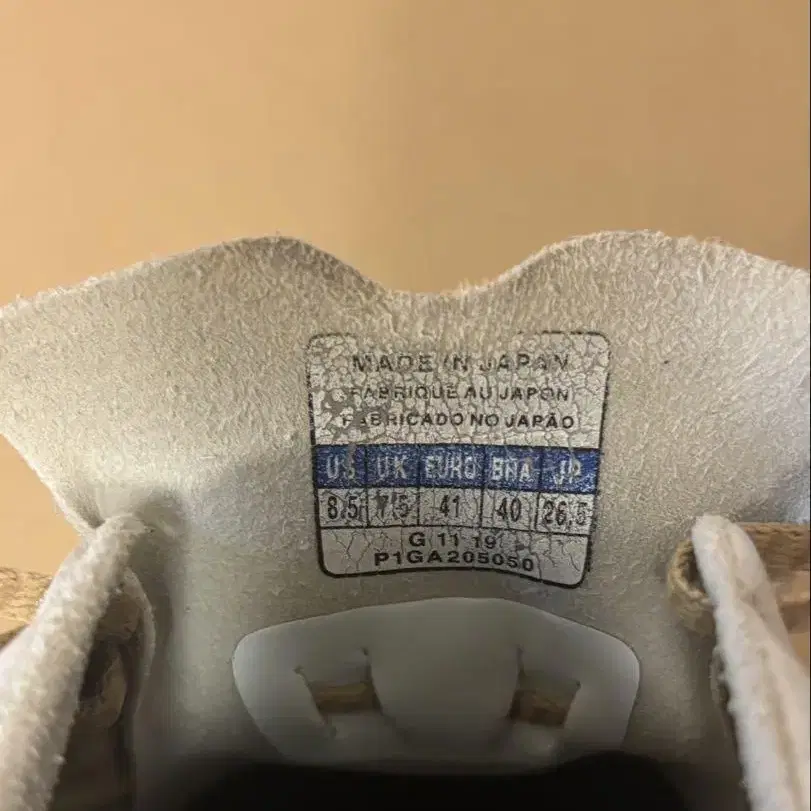 MADE IN JAPAN
FABRIQUE AU JAPON
FABRICADO NO JAPÃO
US UK EURO BRA JP
8.5 7.5 41 40 26.5
G 11 19
P1GA205050